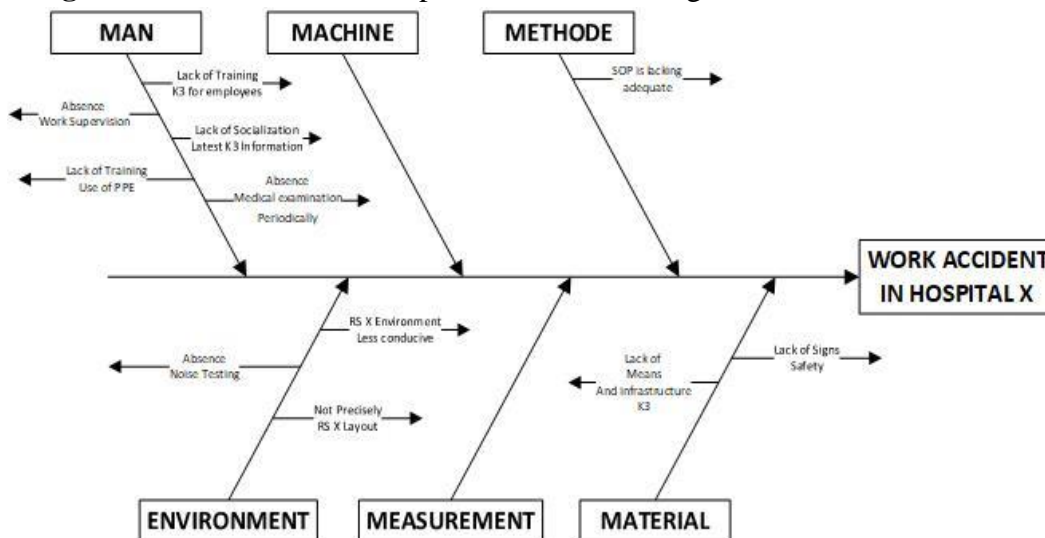 MAN
MACHINE
METHODE
Lack of Training
K3 for employees
Absence
Work Supervision
Lack of Socialization
Latest K3 Information
Lack of Training
Use of PPE
Absence
Medical examination
Periodically
SOP is lacking
adequate
WORK ACCIDENT
IN HOSPITAL X
RS X Environment
Less conducive
Absence
Noise Testing
Not Precisely
RS X Layout
Lack of
Means
And Infrastructure
K3
Lack of Signs
Safety
ENVIRONMENT
MEASUREMENT
MATERIAL